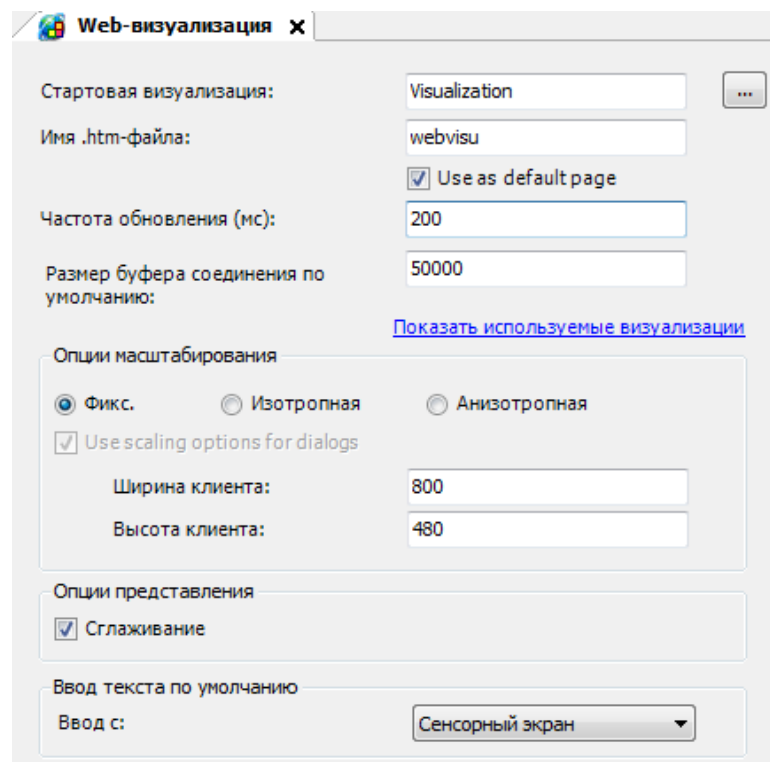 Web-визуализация
Стартовая визуализация: Visualization ...
Имя .htm-файла: webvisu
Use as default page
Частота обновления (мс): 200
Размер буфера соединения по 50000
умолчанию:
Показать используемые визуализации
Опции масштабирования
Фикс. Изотропная Анизотропная
Use scaling options for dialogs
Ширина клиента: 800
Высота клиента: 480
Опции представления
Сглаживание
Ввод текста по умолчанию
Ввод с: Сенсорный экран